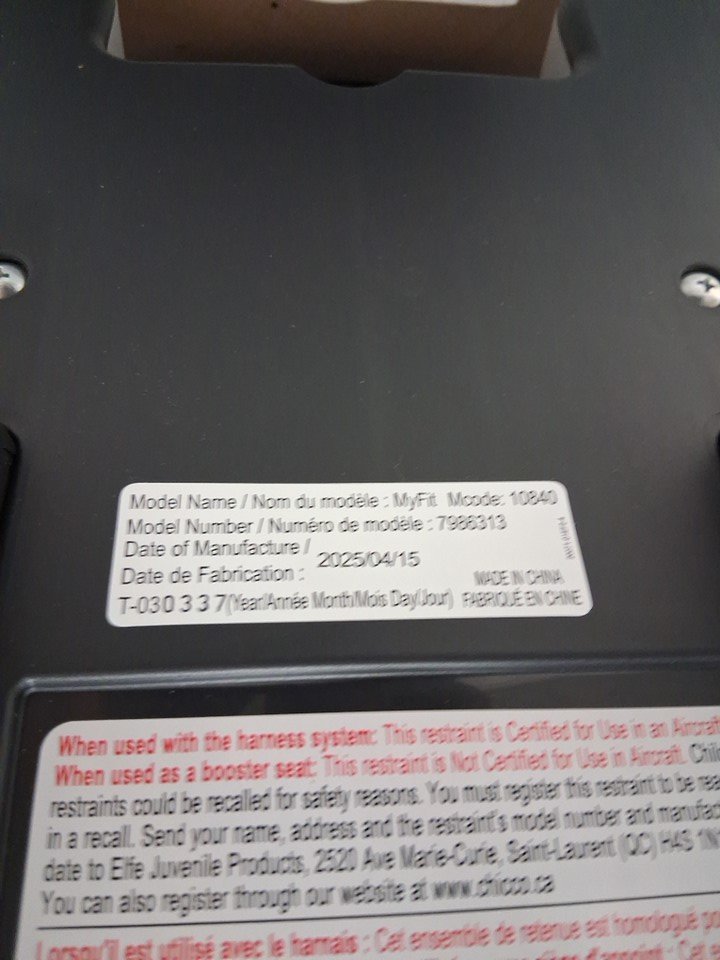 Model Name / Nom du modèle : MyFit Mcode: 10840
Model Number / Numéro de modèle : 7986313
Date of Manufacture /
2025/04/15
Date de Fabrication :
MADE IN CHINA
T-030 3 3 7(Year/Année Month/Mois Day/Jour) FABRIQUÉ EN CHINE
When used with the harness system: This restraint is Certified for Use in an Aircraft
When used as a booster seat: This restraint is Not Certified for Use in Aircraft. Chil
restraints could be recalled for safety reasons. You must register this restraint to be rea
in a recall. Send your name, address and the restraint's model number and manufac
date to Elfe Juvenile Products, 2520 Ave Marie-Curie, Saint-Laurent (QC) H4S 1N
You can also register through our website at www.chicco.ca
Lorsqu'il est utilisé avec le harnais : Cet ensemble de retenue est homologué po